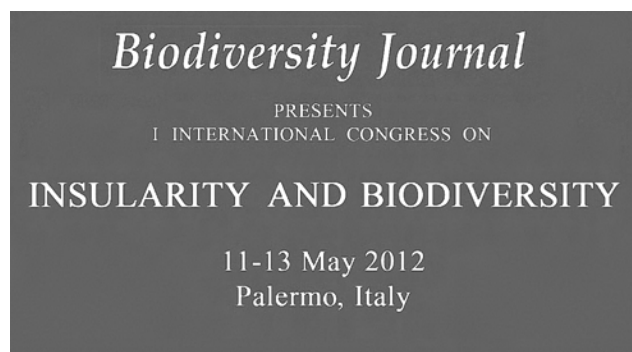 Biodiversity Journal
PRESENTS
I INTERNATIONAL CONGRESS ON
INSULARITY AND BIODIVERSITY
11-13 May 2012
Palermo, Italy